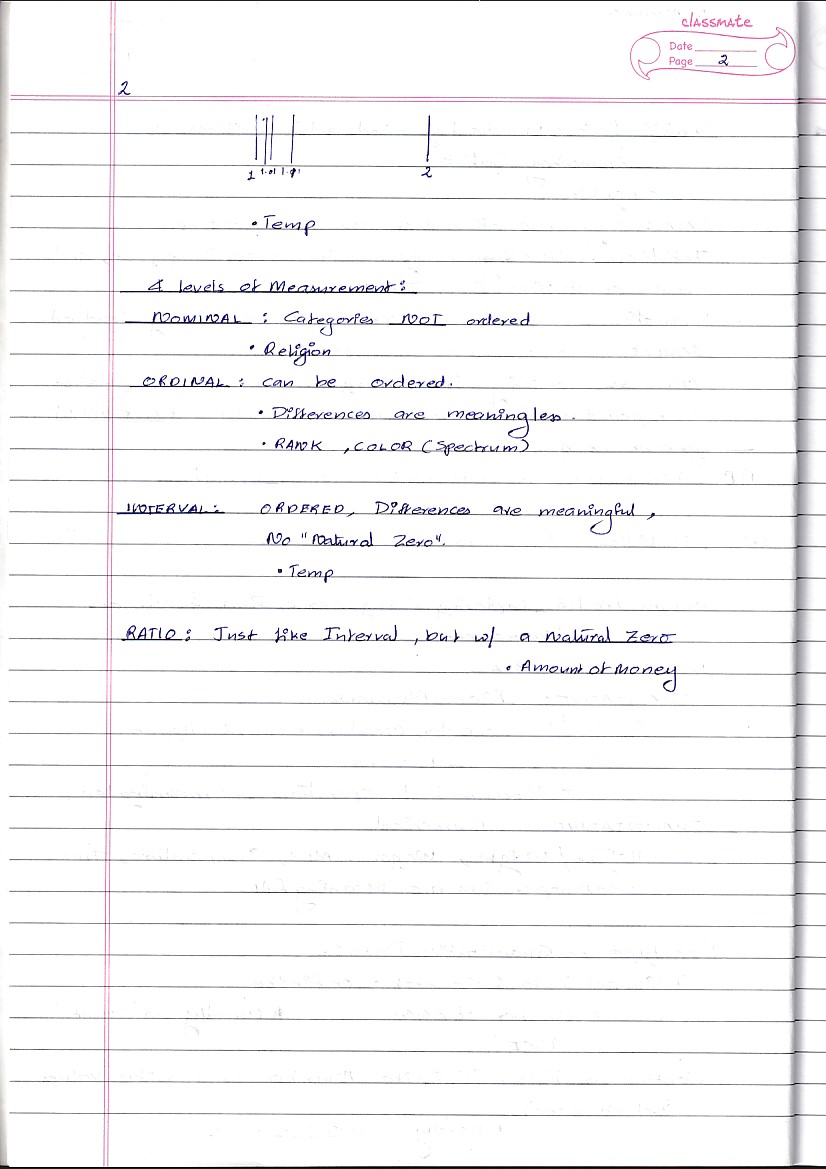 classmate
Date
Page 2
2
1 1.01
2
• Temp
4 levels of Measurement:
NOMINAL : Categories NOT ordered
• Religion
ORDINAL : can be ordered.
• Differences are meaningless.
• RANK , COLOR (Spectrum)
INTERVAL: ORDERED, Differences are meaningful,
No "Natural Zero".
• Temp
RATIO: Just like Interval, but w/ a natural Zero
• Amount of Money